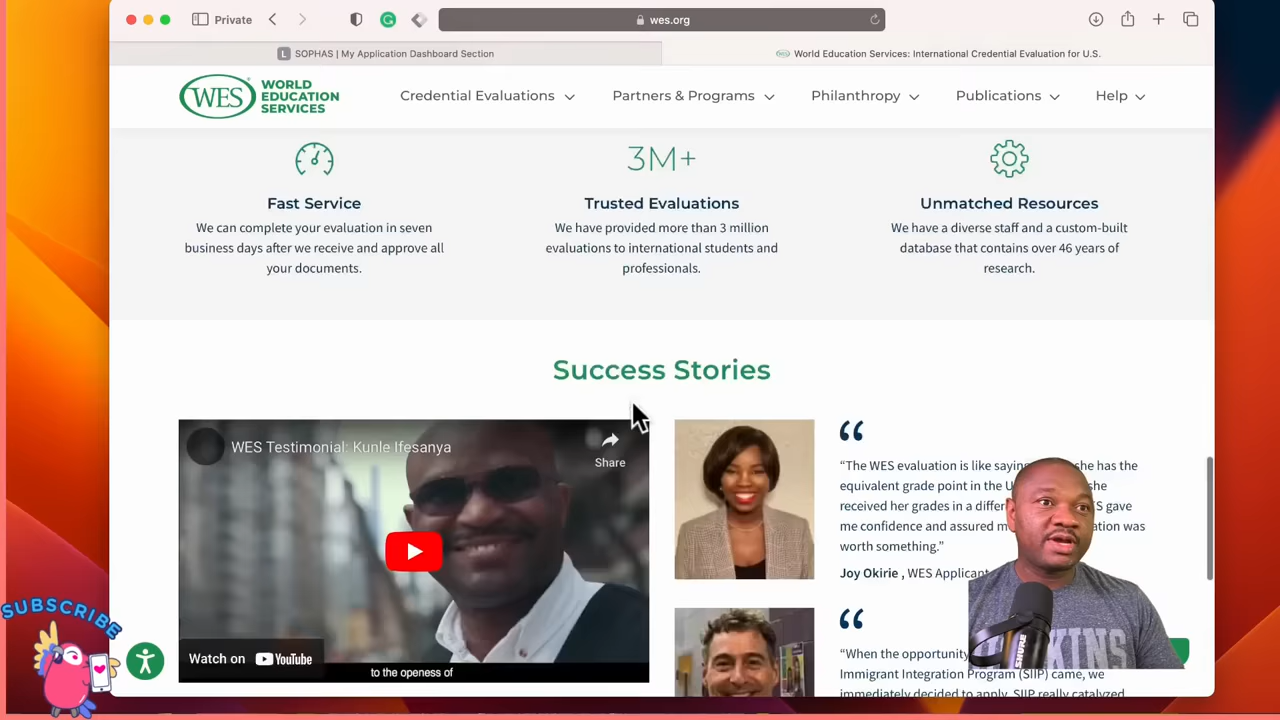 Private
wes.org
SOPHAS | My Application Dashboard Section
World Education Services: International Credential Evaluation for U.S.
WES
WORLD
EDUCATION
SERVICES
Credential Evaluations
Partners & Programs
Philanthropy
Publications
Help
Fast Service
We can complete your evaluation in seven
business days after we receive and approve all
your documents.
3M+
Trusted Evaluations
We have provided more than 3 million
evaluations to international students and
professionals.
Unmatched Resources
We have a diverse staff and a custom-built
database that contains over 46 years of
research.
Success Stories
WES Testimonial: Kunle Ifesanya
Share
Watch on YouTube
to the openess of
“The WES evaluation is like saying she has the
equivalent grade point in the she
received her grades in a gave
me confidence and assured was
worth something.”
Joy Okirie , WES Applicant
“When the opportunity
Immigrant Integration Program (SIIP) came, we
immediately decided to apply. SIIP really catalyzed
SUBSCRIBE
SHURE
KINS